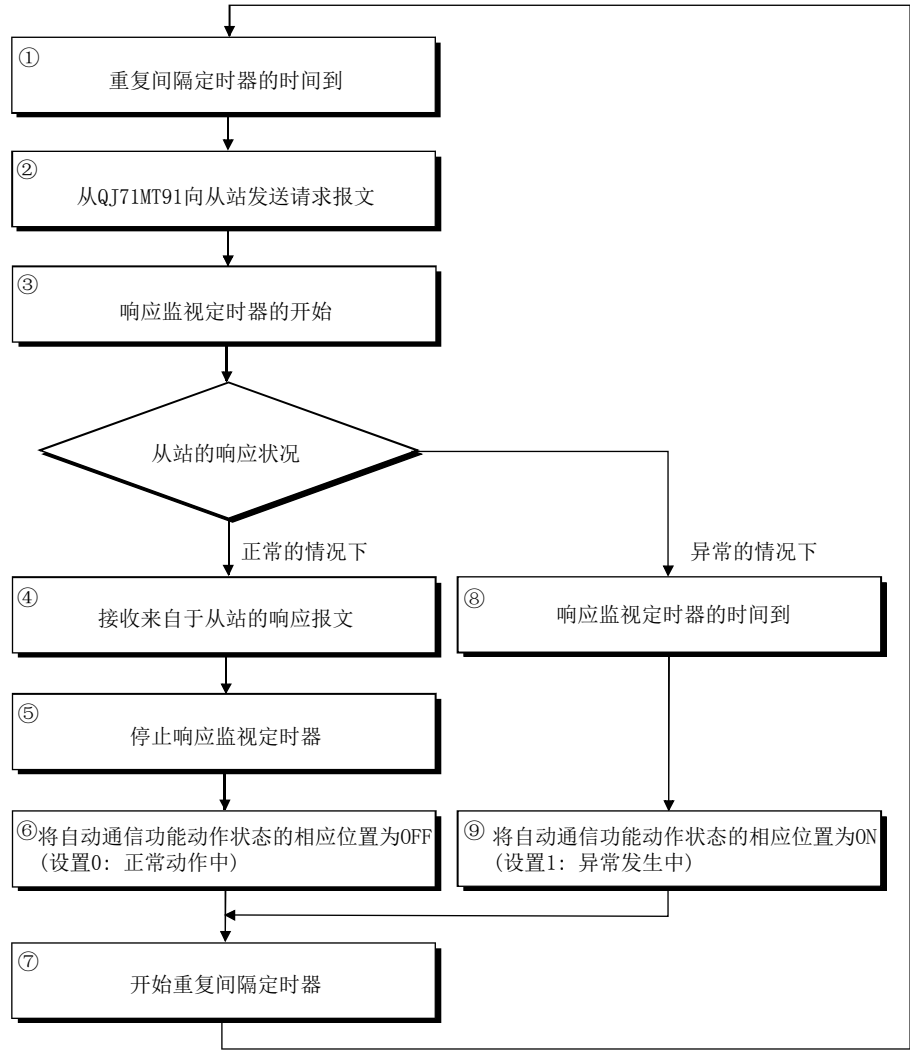 ①
重复间隔定时器的时间到
②
从QJ71MT91向从站发送请求报文
③
响应监视定时器的开始
从站的响应状况
正常的情况下
异常的情况下
④
接收来自于从站的响应报文
⑧
响应监视定时器的时间到
⑤
停止响应监视定时器
⑥将自动通信功能动作状态的相应位置为OFF
(设置0: 正常动作中)
⑨ 将自动通信功能动作状态的相应位置为ON
(设置1: 异常发生中)
⑦
开始重复间隔定时器